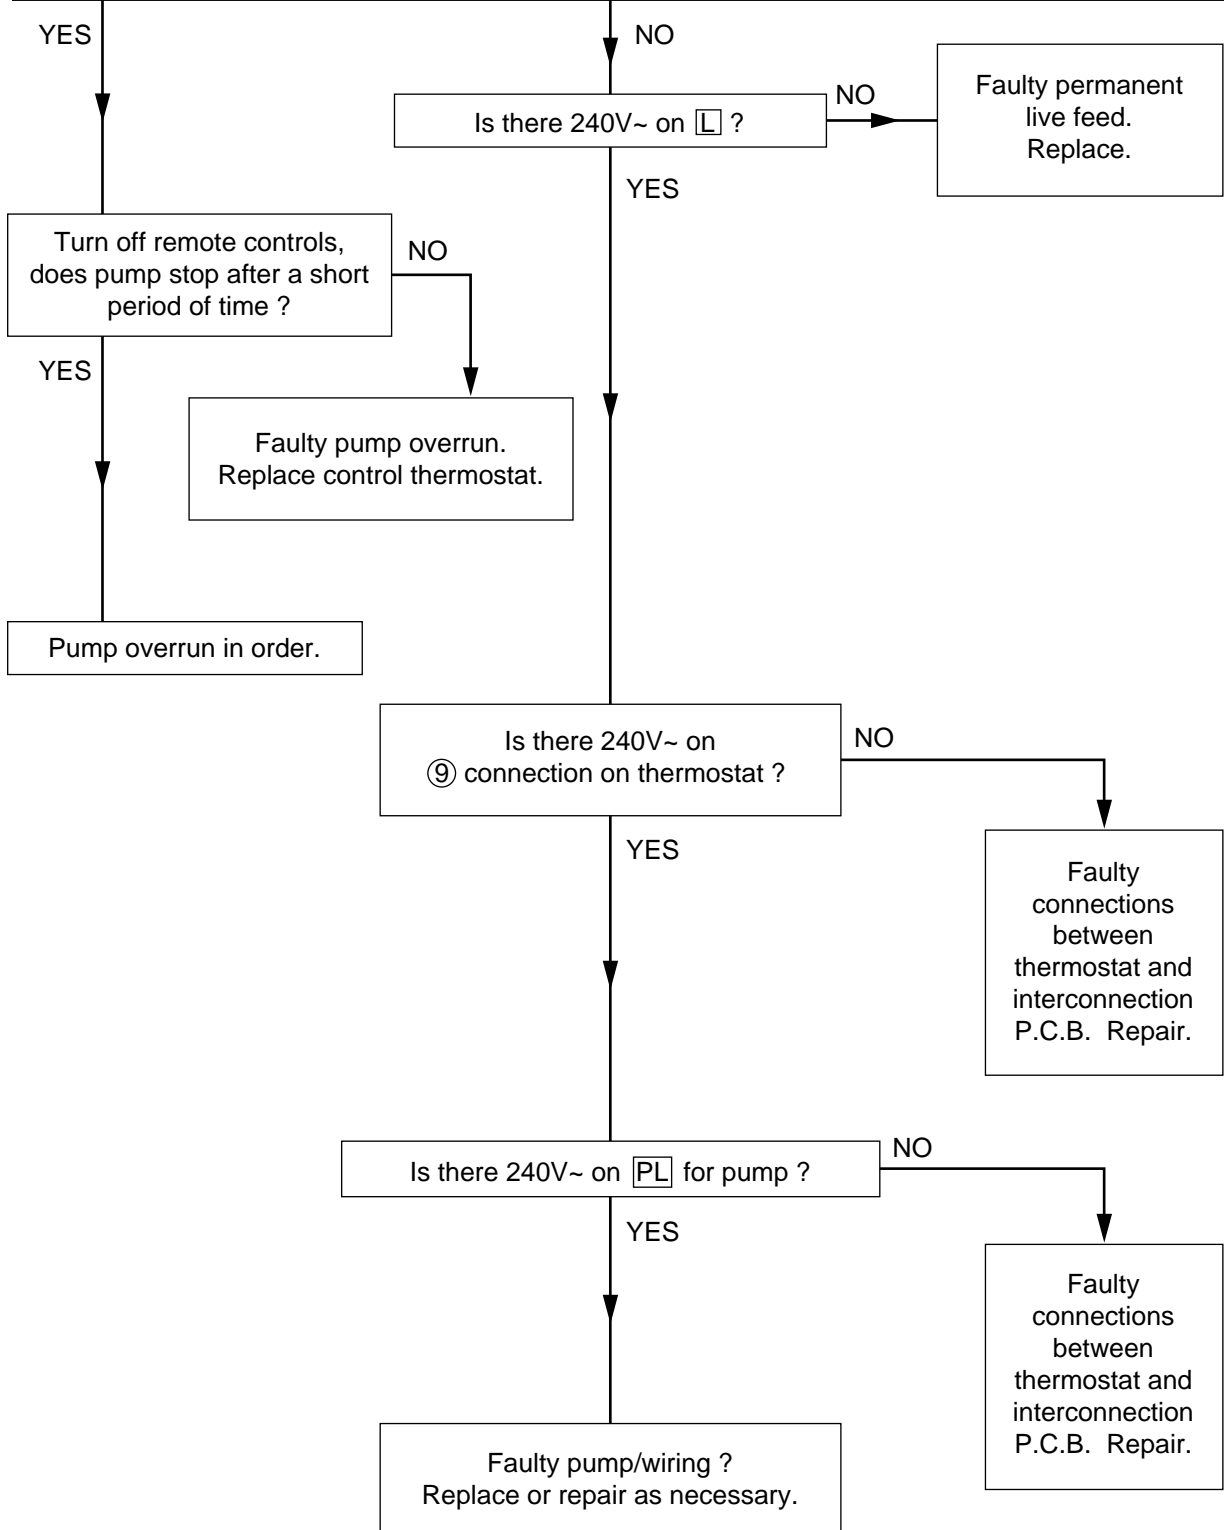 YES
NO
Is there 240V~ on L ?
NO
Faulty permanent
live feed.
Replace.
YES
Turn off remote controls,
does pump stop after a short
period of time ?
NO
YES
Faulty pump overrun.
Replace control thermostat.
Pump overrun in order.
Is there 240V~ on
⑨ connection on thermostat ?
NO
YES
Faulty
connections
between
thermostat and
interconnection
P.C.B. Repair.
Is there 240V~ on PL for pump ?
NO
YES
Faulty
connections
between
thermostat and
interconnection
P.C.B. Repair.
Faulty pump/wiring ?
Replace or repair as necessary.